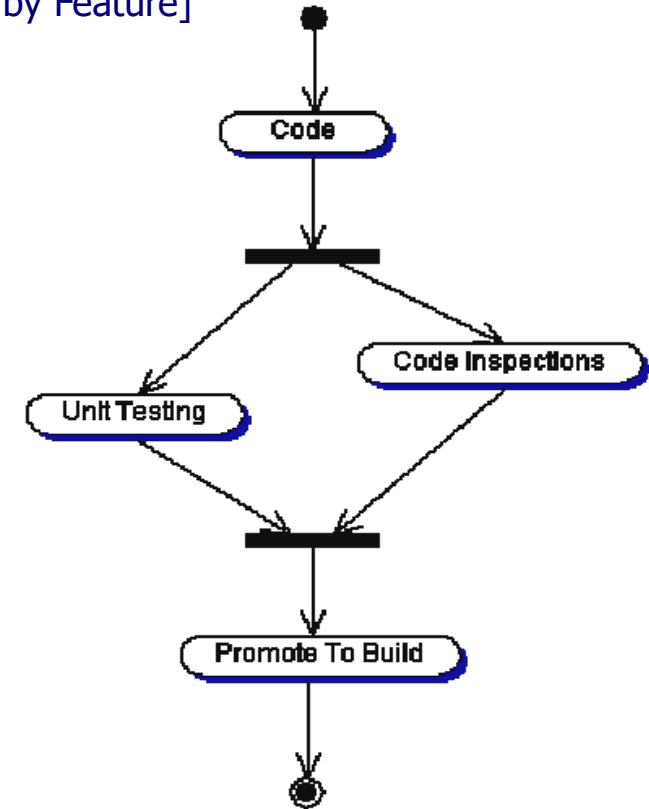 by Feature]
Code
Code Inspections
Unit Testing
Promote To Build